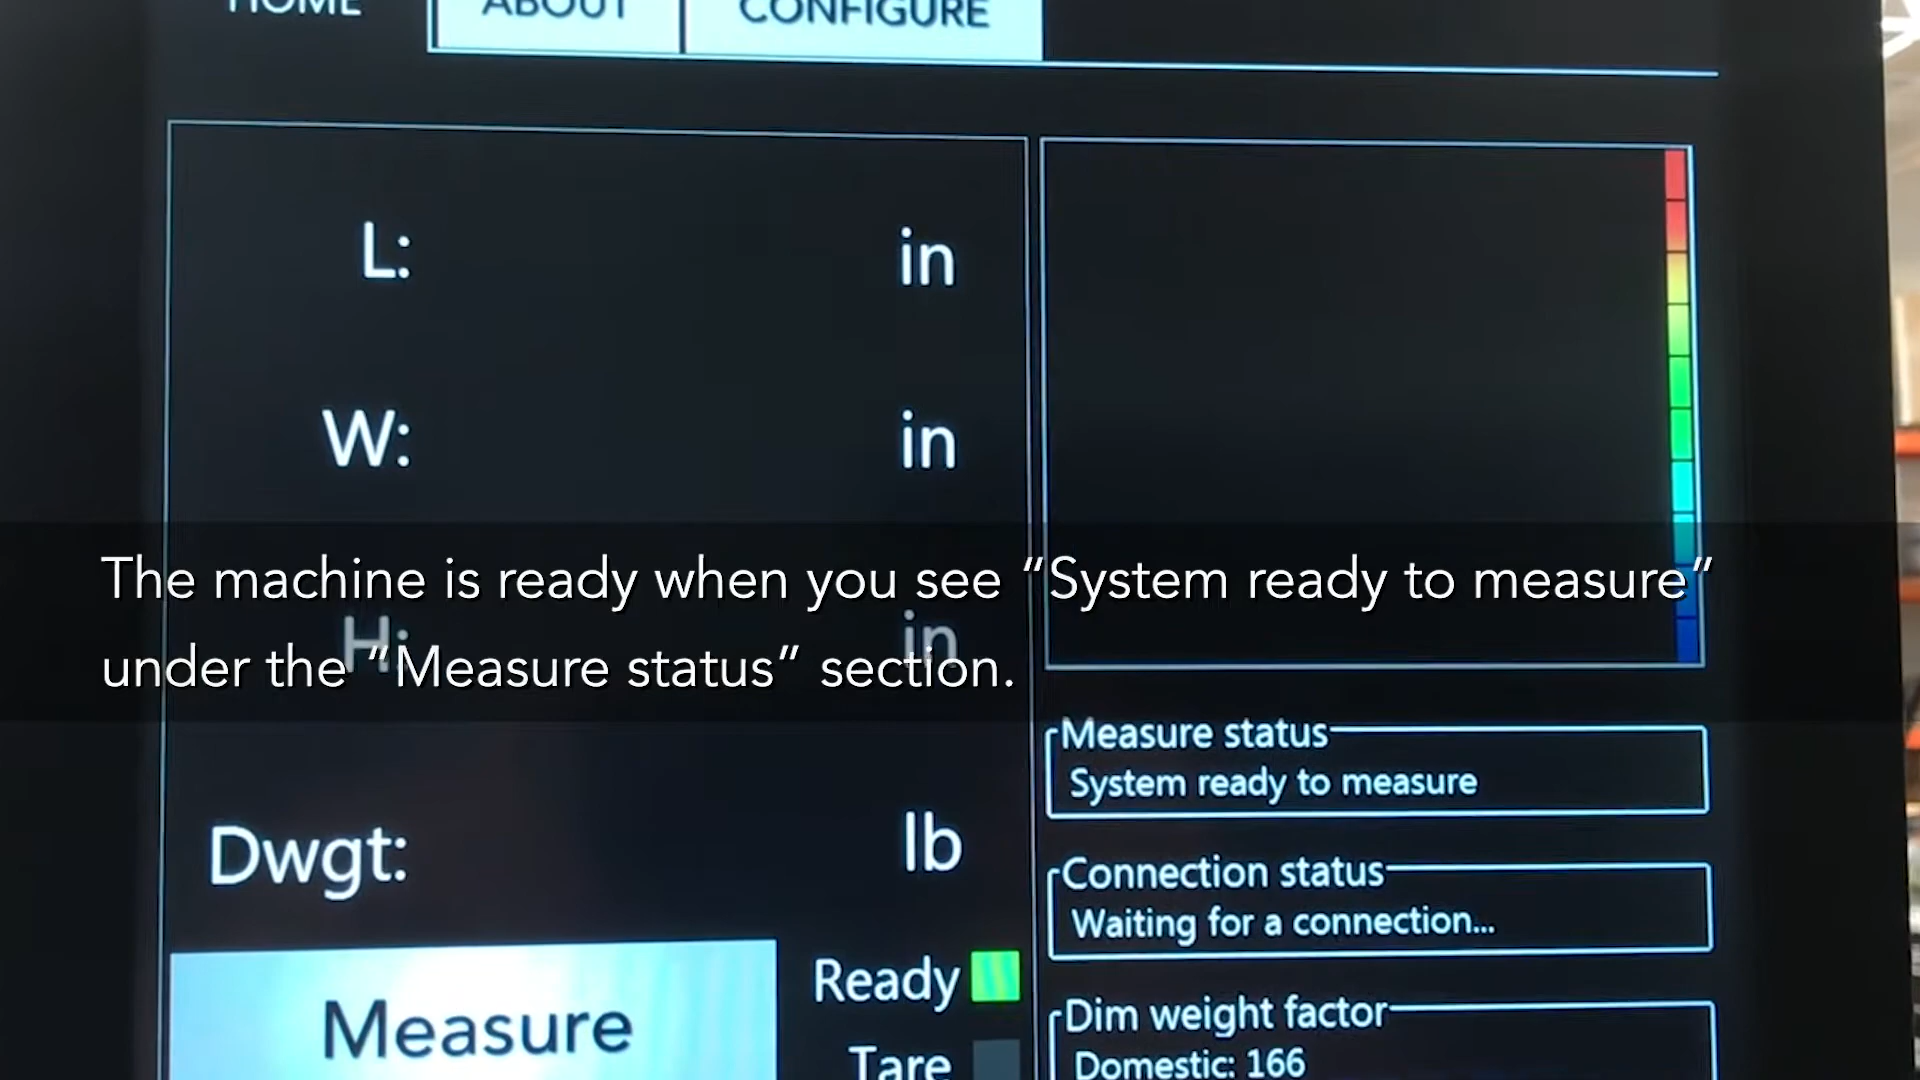 HOME ABOUT CONFIGURE
L: in
W: in
H: in
The machine is ready when you see “System ready to measure”
under the “Measure status” section.
Dwgt: lb
Measure
Ready
Tare
Measure status
System ready to measure
Connection status
Waiting for a connection...
Dim weight factor
Domestic: 166